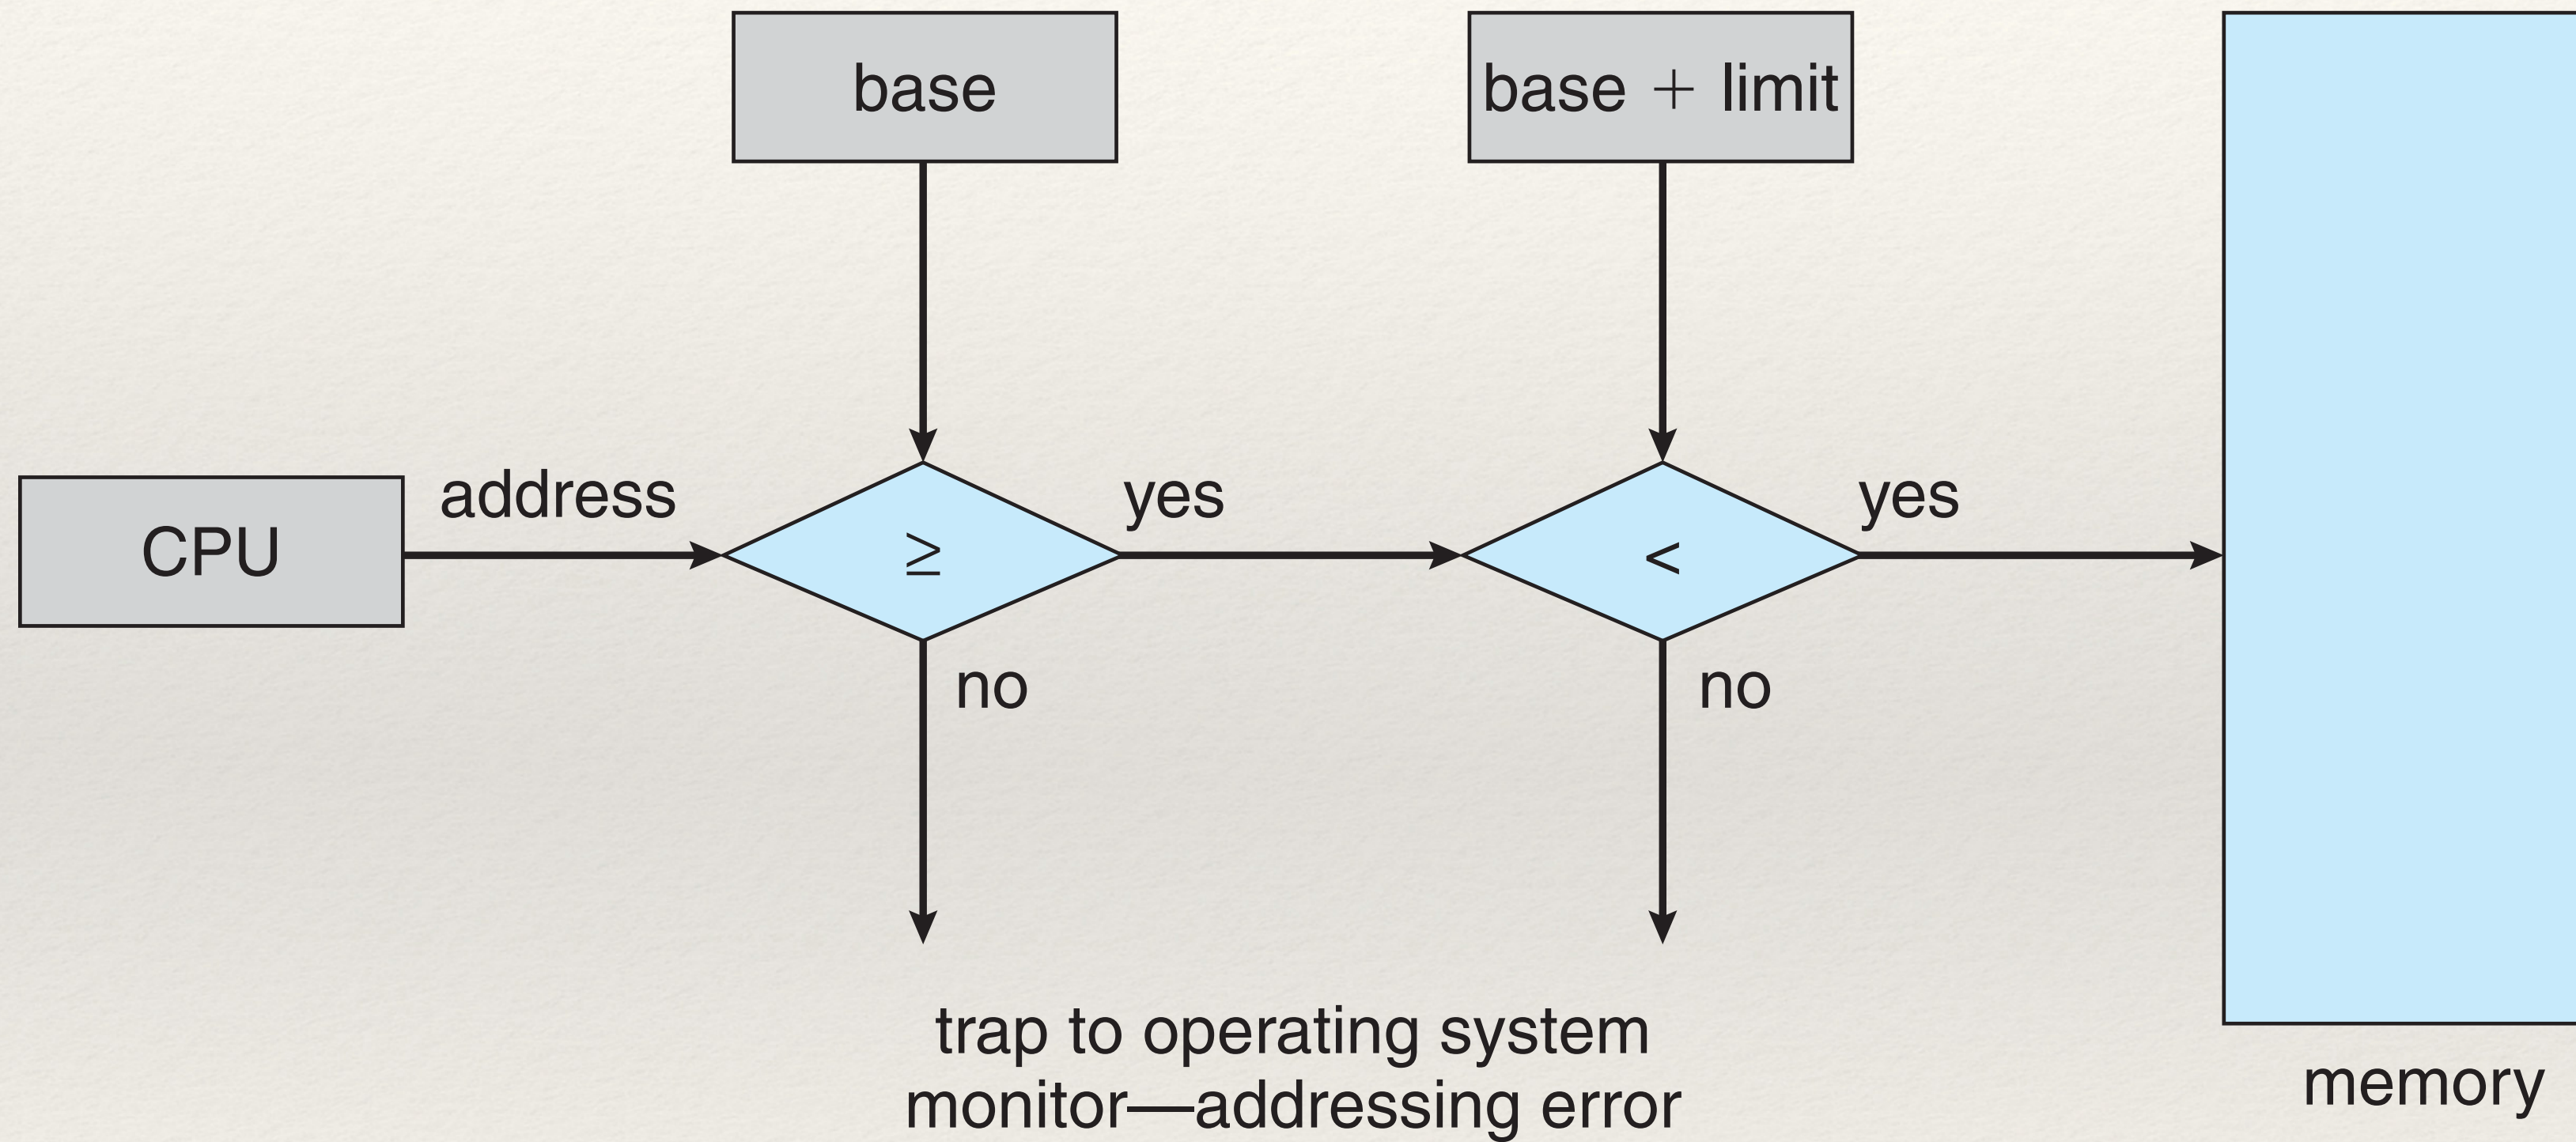 base
base + limit
CPU
address
≥
yes
<
yes
no
no
trap to operating system
monitor—addressing error
memory